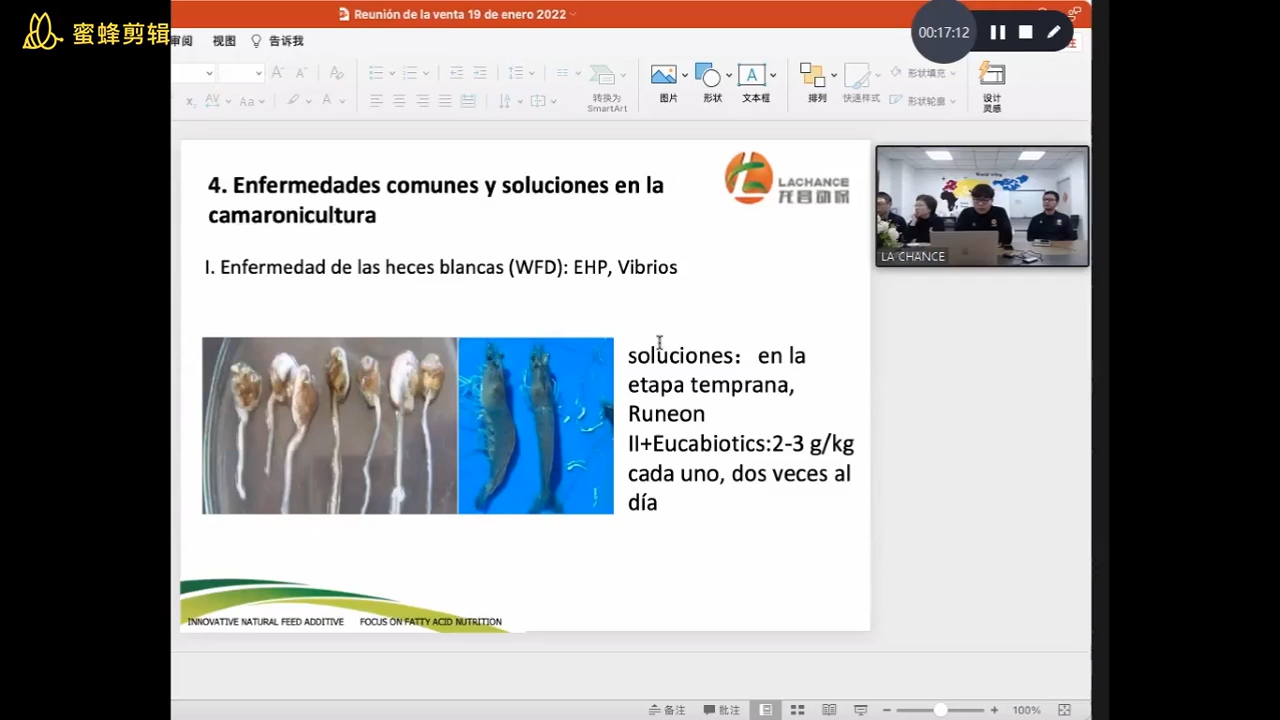 蜜蜂剪辑
Reunión de la venta 19 de enero 2022
00:17:12
审阅
视图
告诉我
转换为
SmartArt
图片
形状
文本框
排列
快速样式
形状填充
形状轮廓
设计
灵感
4. Enfermedades comunes y soluciones en la
camaronicultura
LACHANCE
I. Enfermedad de las heces blancas (WFD): EHP, Vibrios
soluciones： en la
etapa temprana,
Runeon
II+Eucabiotics:2-3 g/kg
cada uno, dos veces al
día
INNOVATIVE NATURAL FEED ADDITIVE FOCUS ON FATTY ACID NUTRITION
LA CHANCE
备注
批注
100%